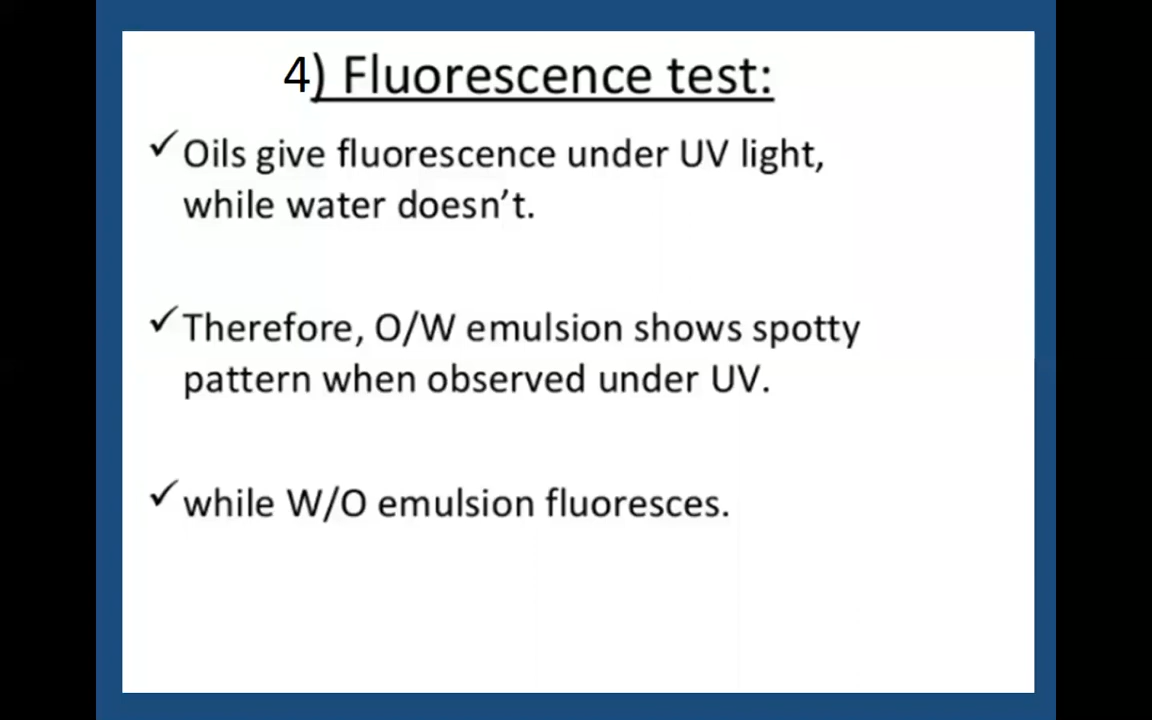 4) Fluorescence test:
✓Oils give fluorescence under UV light,
while water doesn’t.
✓Therefore, O/W emulsion shows spotty
pattern when observed under UV.
✓while W/O emulsion fluoresces.